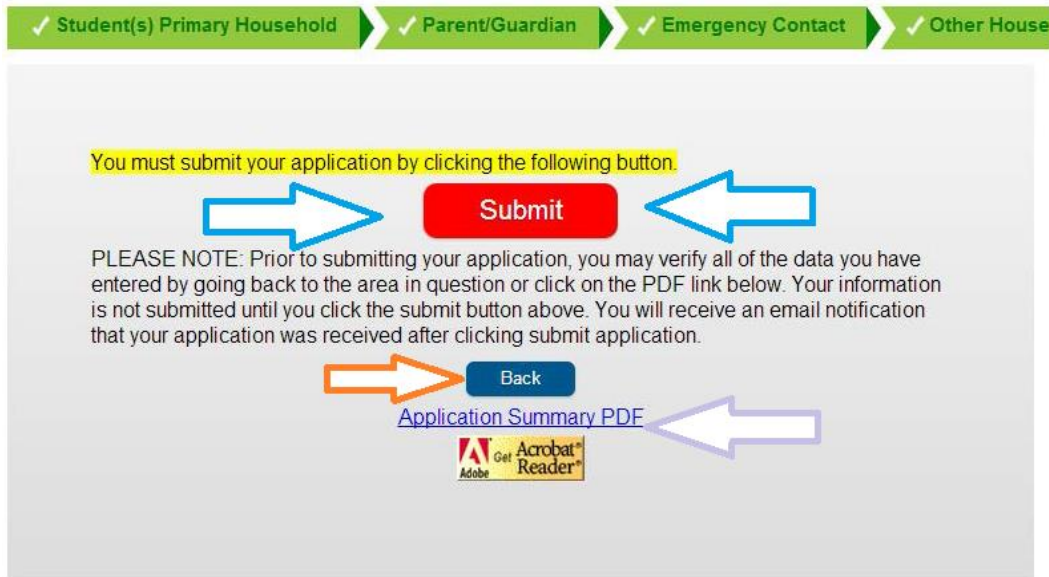 ✓ Student(s) Primary Household ✓ Parent/Guardian ✓ Emergency Contact ✓ Other House
You must submit your application by clicking the following button.
Submit
PLEASE NOTE: Prior to submitting your application, you may verify all of the data you have
entered by going back to the area in question or click on the PDF link below. Your information
is not submitted until you click the submit button above. You will receive an email notification
that your application was received after clicking submit application.
Back
Application Summary PDF
Adobe Get Acrobat®
Reader®